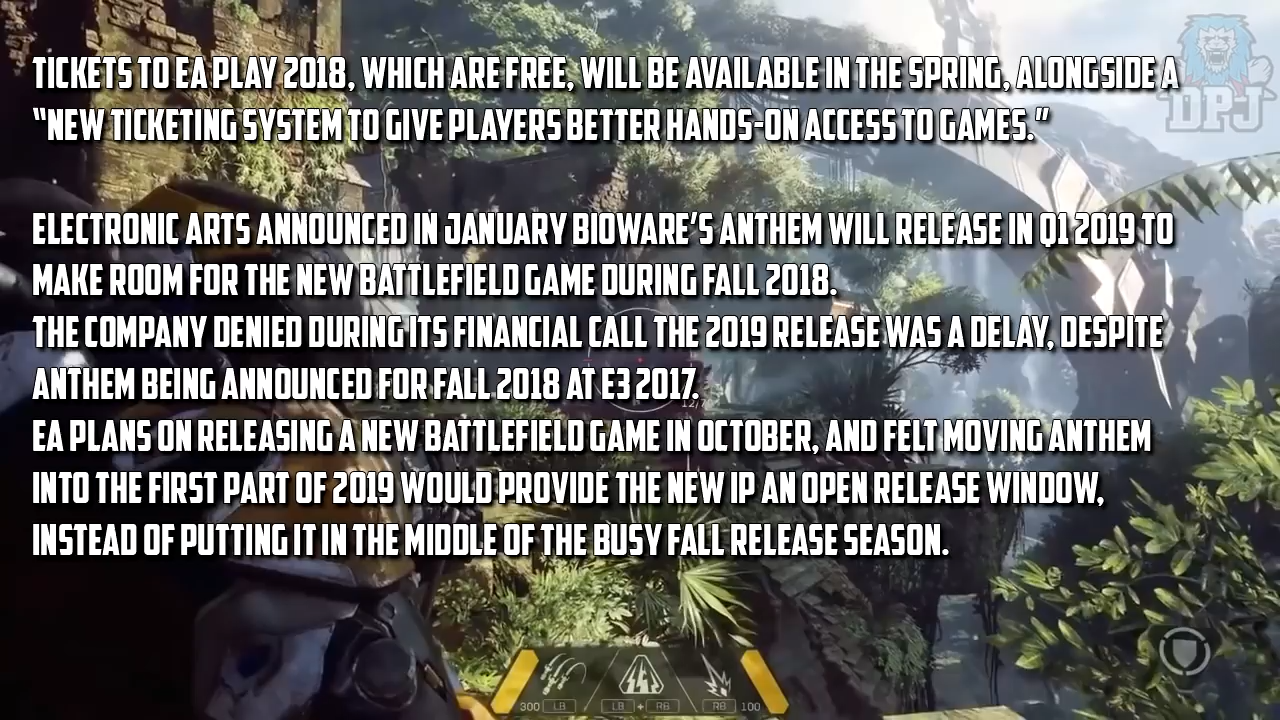 TICKETS TO EA PLAY 2018, WHICH ARE FREE, WILL BE AVAILABLE IN THE SPRING, ALONGSIDE A
“NEW TICKETING SYSTEM TO GIVE PLAYERS BETTER HANDS-ON ACCESS TO GAMES.”
ELECTRONIC ARTS ANNOUNCED IN JANUARY BIOWARE’S ANTHEM WILL RELEASE IN Q1 2019 TO
MAKE ROOM FOR THE NEW BATTLEFIELD GAME DURING FALL 2018.
THE COMPANY DENIED DURING ITS FINANCIAL CALL THE 2019 RELEASE WAS A DELAY, DESPITE
ANTHEM BEING ANNOUNCED FOR FALL 2018 AT E3 2017.
EA PLANS ON RELEASING A NEW BATTLEFIELD GAME IN OCTOBER, AND FELT MOVING ANTHEM
INTO THE FIRST PART OF 2019 WOULD PROVIDE THE NEW IP AN OPEN RELEASE WINDOW,
INSTEAD OF PUTTING IT IN THE MIDDLE OF THE BUSY FALL RELEASE SEASON.
DPJ
300 LB LB + RB RB 100